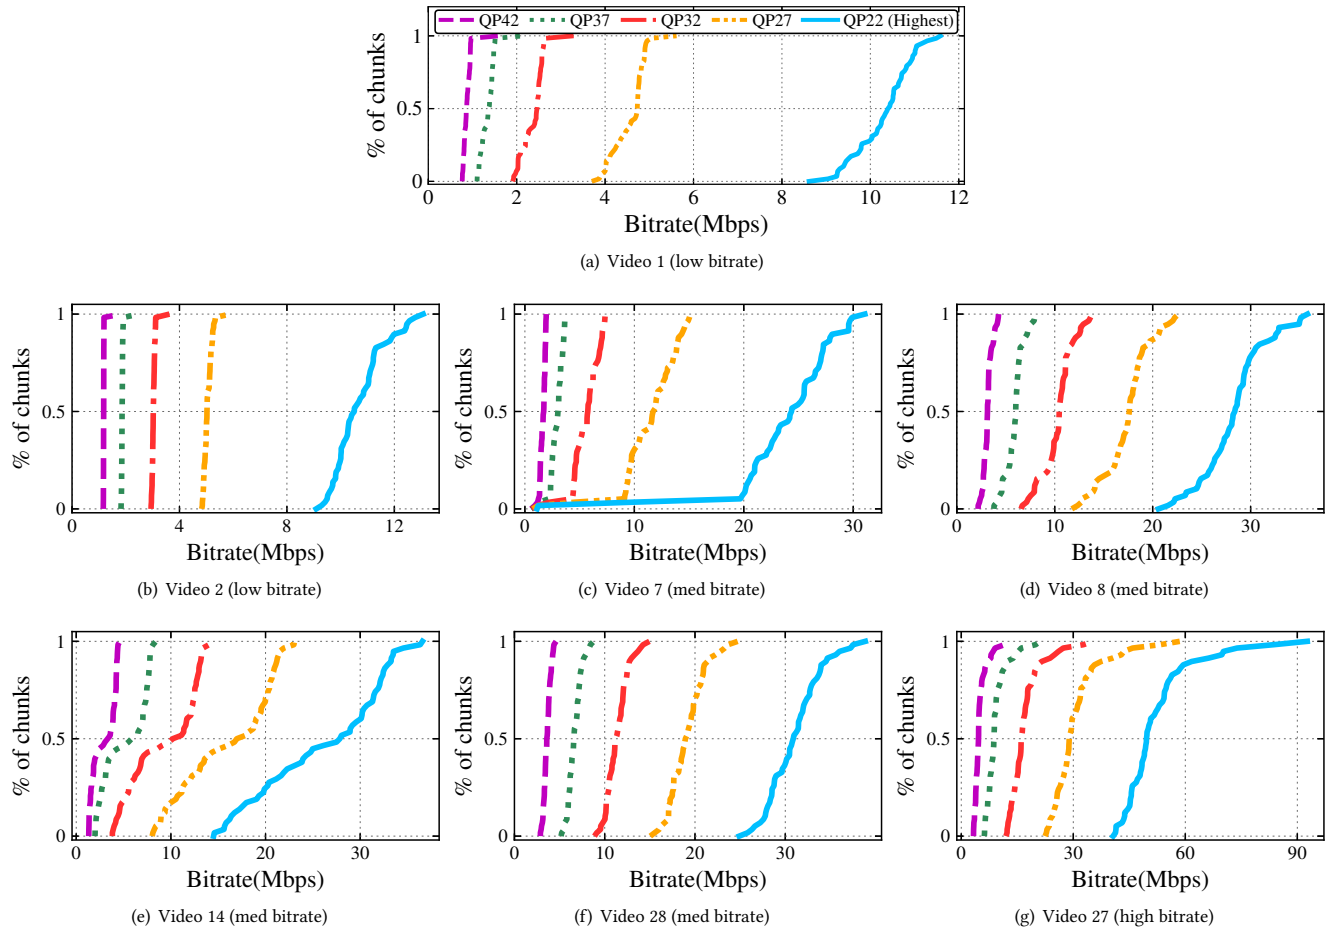 QP42 QP37 QP32 QP27 QP22 (Highest)
% of chunks
1
0.5
0
0 2 4 6 8 10 12
Bitrate(Mbps)
(a) Video 1 (low bitrate)
% of chunks
1
0.5
0
0 4 8 12
Bitrate(Mbps)
(b) Video 2 (low bitrate)
% of chunks
1
0.5
0
0 10 20 30
Bitrate(Mbps)
(c) Video 7 (med bitrate)
% of chunks
1
0.5
0
0 10 20 30
Bitrate(Mbps)
(d) Video 8 (med bitrate)
% of chunks
1
0.5
0
0 10 20 30
Bitrate(Mbps)
(e) Video 14 (med bitrate)
% of chunks
1
0.5
0
0 10 20 30
Bitrate(Mbps)
(f) Video 28 (med bitrate)
% of chunks
1
0.5
0
0 30 60 90
Bitrate(Mbps)
(g) Video 27 (high bitrate)